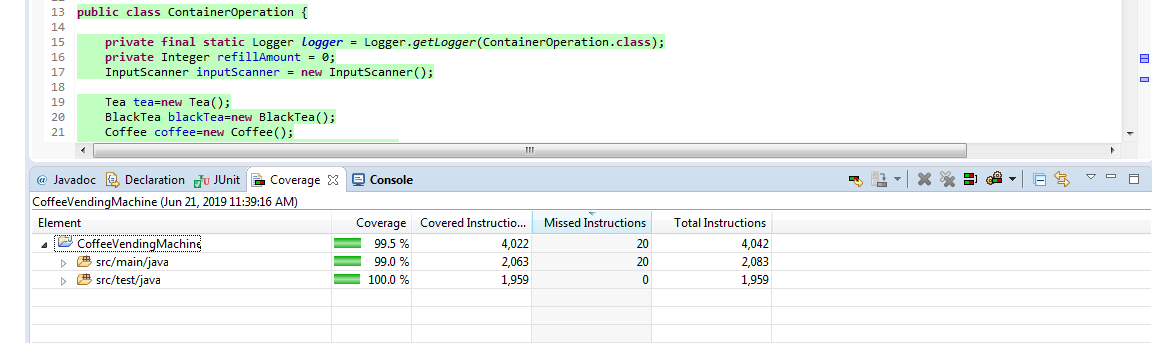 13 public class ContainerOperation {
14
15 private final static Logger logger = Logger.getLogger(ContainerOperation.class);
16 private Integer refillAmount = 0;
17 InputScanner inputScanner = new InputScanner();
18
19 Tea tea=new Tea();
20 BlackTea blackTea=new BlackTea();
21 Coffee coffee=new Coffee();
@ Javadoc Declaration JUnit Coverage Console
CoffeeVendingMachine (Jun 21, 2019 11:39:16 AM)
Element Coverage Covered Instructio... Missed Instructions Total Instructions
CoffeeVendingMachine 99.5 % 4,022 20 4,042
src/main/java 99.0 % 2,063 20 2,083
src/test/java 100.0 % 1,959 0 1,959